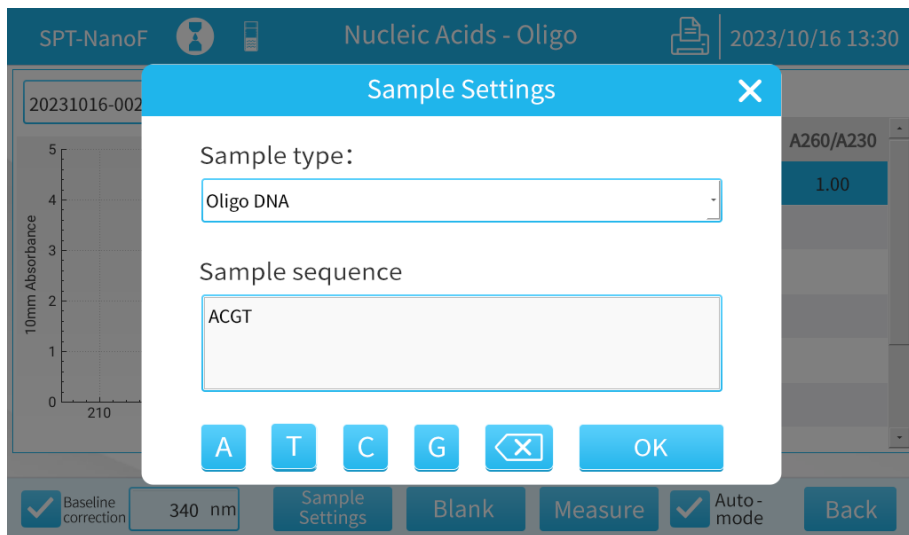 SPT-NanoF
Nucleic Acids - Oligo
2023/10/16 13:30
20231016-002
Sample Settings
Sample type:
Oligo DNA
Sample sequence
ACGT
A T C G
OK
A260/A230
1.00
10mm Absorbance
5
4
3
2
1
0
210
Baseline
correction
340 nm
Sample
Settings
Blank
Measure
Auto-
mode
Back